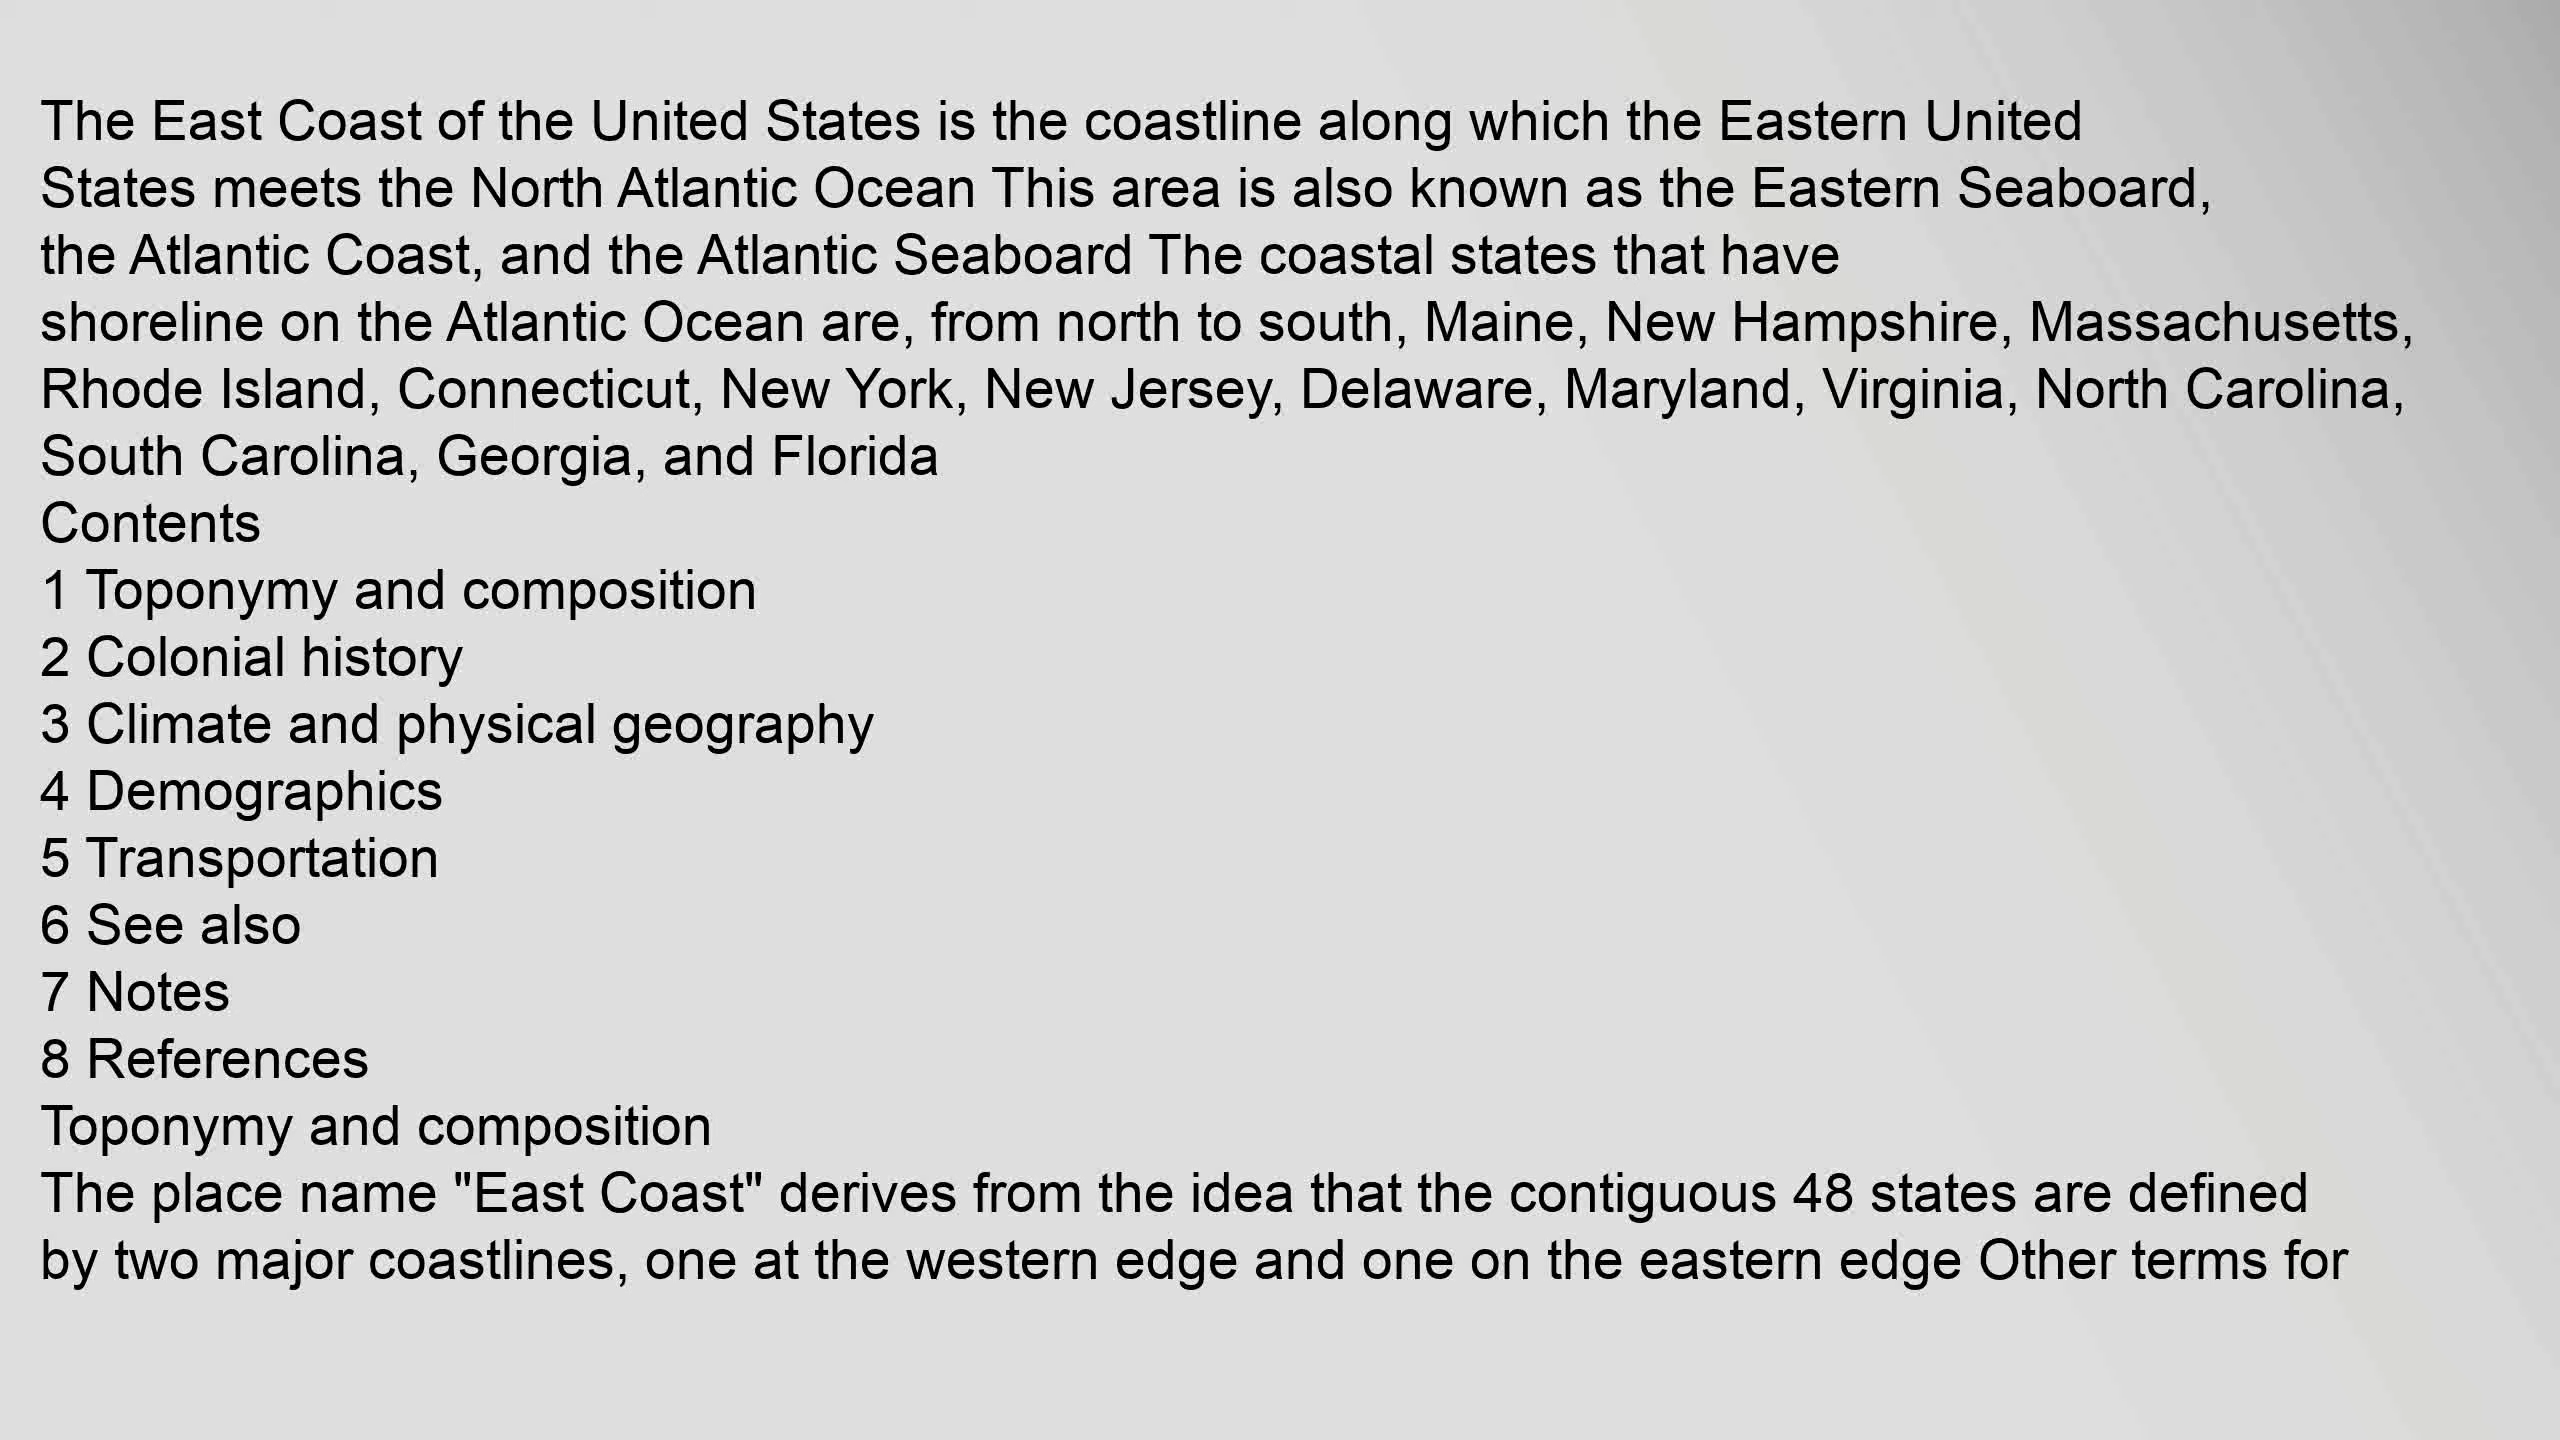 The East Coast of the United States is the coastline along which the Eastern United
States meets the North Atlantic Ocean This area is also known as the Eastern Seaboard,
the Atlantic Coast, and the Atlantic Seaboard The coastal states that have
shoreline on the Atlantic Ocean are, from north to south, Maine, New Hampshire, Massachusetts,
Rhode Island, Connecticut, New York, New Jersey, Delaware, Maryland, Virginia, North Carolina,
South Carolina, Georgia, and Florida
Contents
1 Toponymy and composition
2 Colonial history
3 Climate and physical geography
4 Demographics
5 Transportation
6 See also
7 Notes
8 References
Toponymy and composition
The place name "East Coast" derives from the idea that the contiguous 48 states are defined
by two major coastlines, one at the western edge and one on the eastern edge Other terms for